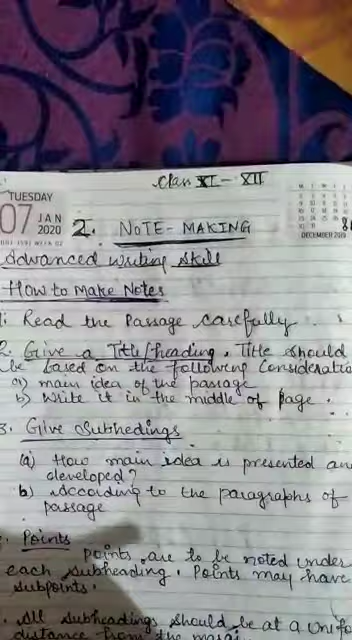 Class XI - XII
TUESDAY
07 JAN
2020
DECEMBER 2019
2. NOTE-MAKING
Advanced writing skill
How to Make Notes
1. Read the Passage carefully.
2. Give a Title/heading. Title should
be based on the following Consideratio
a) main idea of the passage
b) Write it in the middle of page.
3. Give Subhedings
(a) How main idea is presented and
developed?
b) According to the paragraphs of
passage
Points
points are to be noted under
each subheading. Points may have
subpoints.
All subheadings should be at a unifo
distance from the